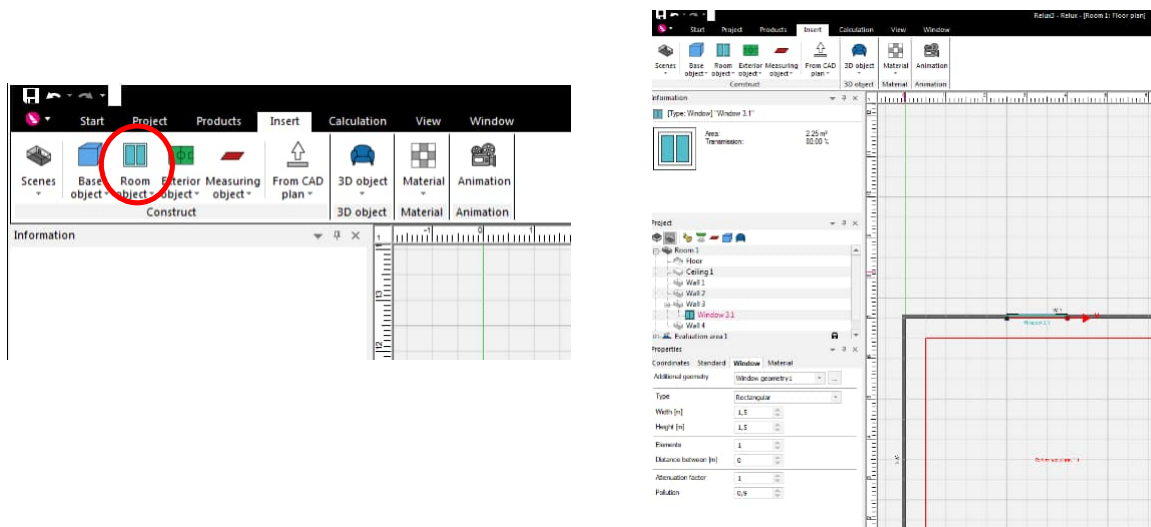 Start Project Products Insert Calculation View Window
Scenes Base object Room object Exterior object Measuring object From CAD plan 3D object Material Animation
Construct 3D object Material Animation
Information
-1 0 1
13
12
Relux3 - Relux - [Room 1: Floor plan]
Start Project Products Insert Calculation View Window
Scenes Base object Room object Exterior object Measuring object From CAD plan 3D object Material Animation
Construct 3D object Material Animation
Information
[Type: Window] "Window 3.1"
Area: 2.25 m²
Transmission: 80,00 %
Project
Room 1
Floor
Ceiling 1
Wall 1
Wall 2
Wall 3
Window 3.1
Wall 4
Evaluation area 1
Properties
Coordinates Standard Window Material
Additional geometry Window geometry1 ...
Type Rectangular
Width [m] 1,5
Height [m] 1,5
Elements 1
Distance between [m] 0
Attenuation factor 1
Pollution 0,9